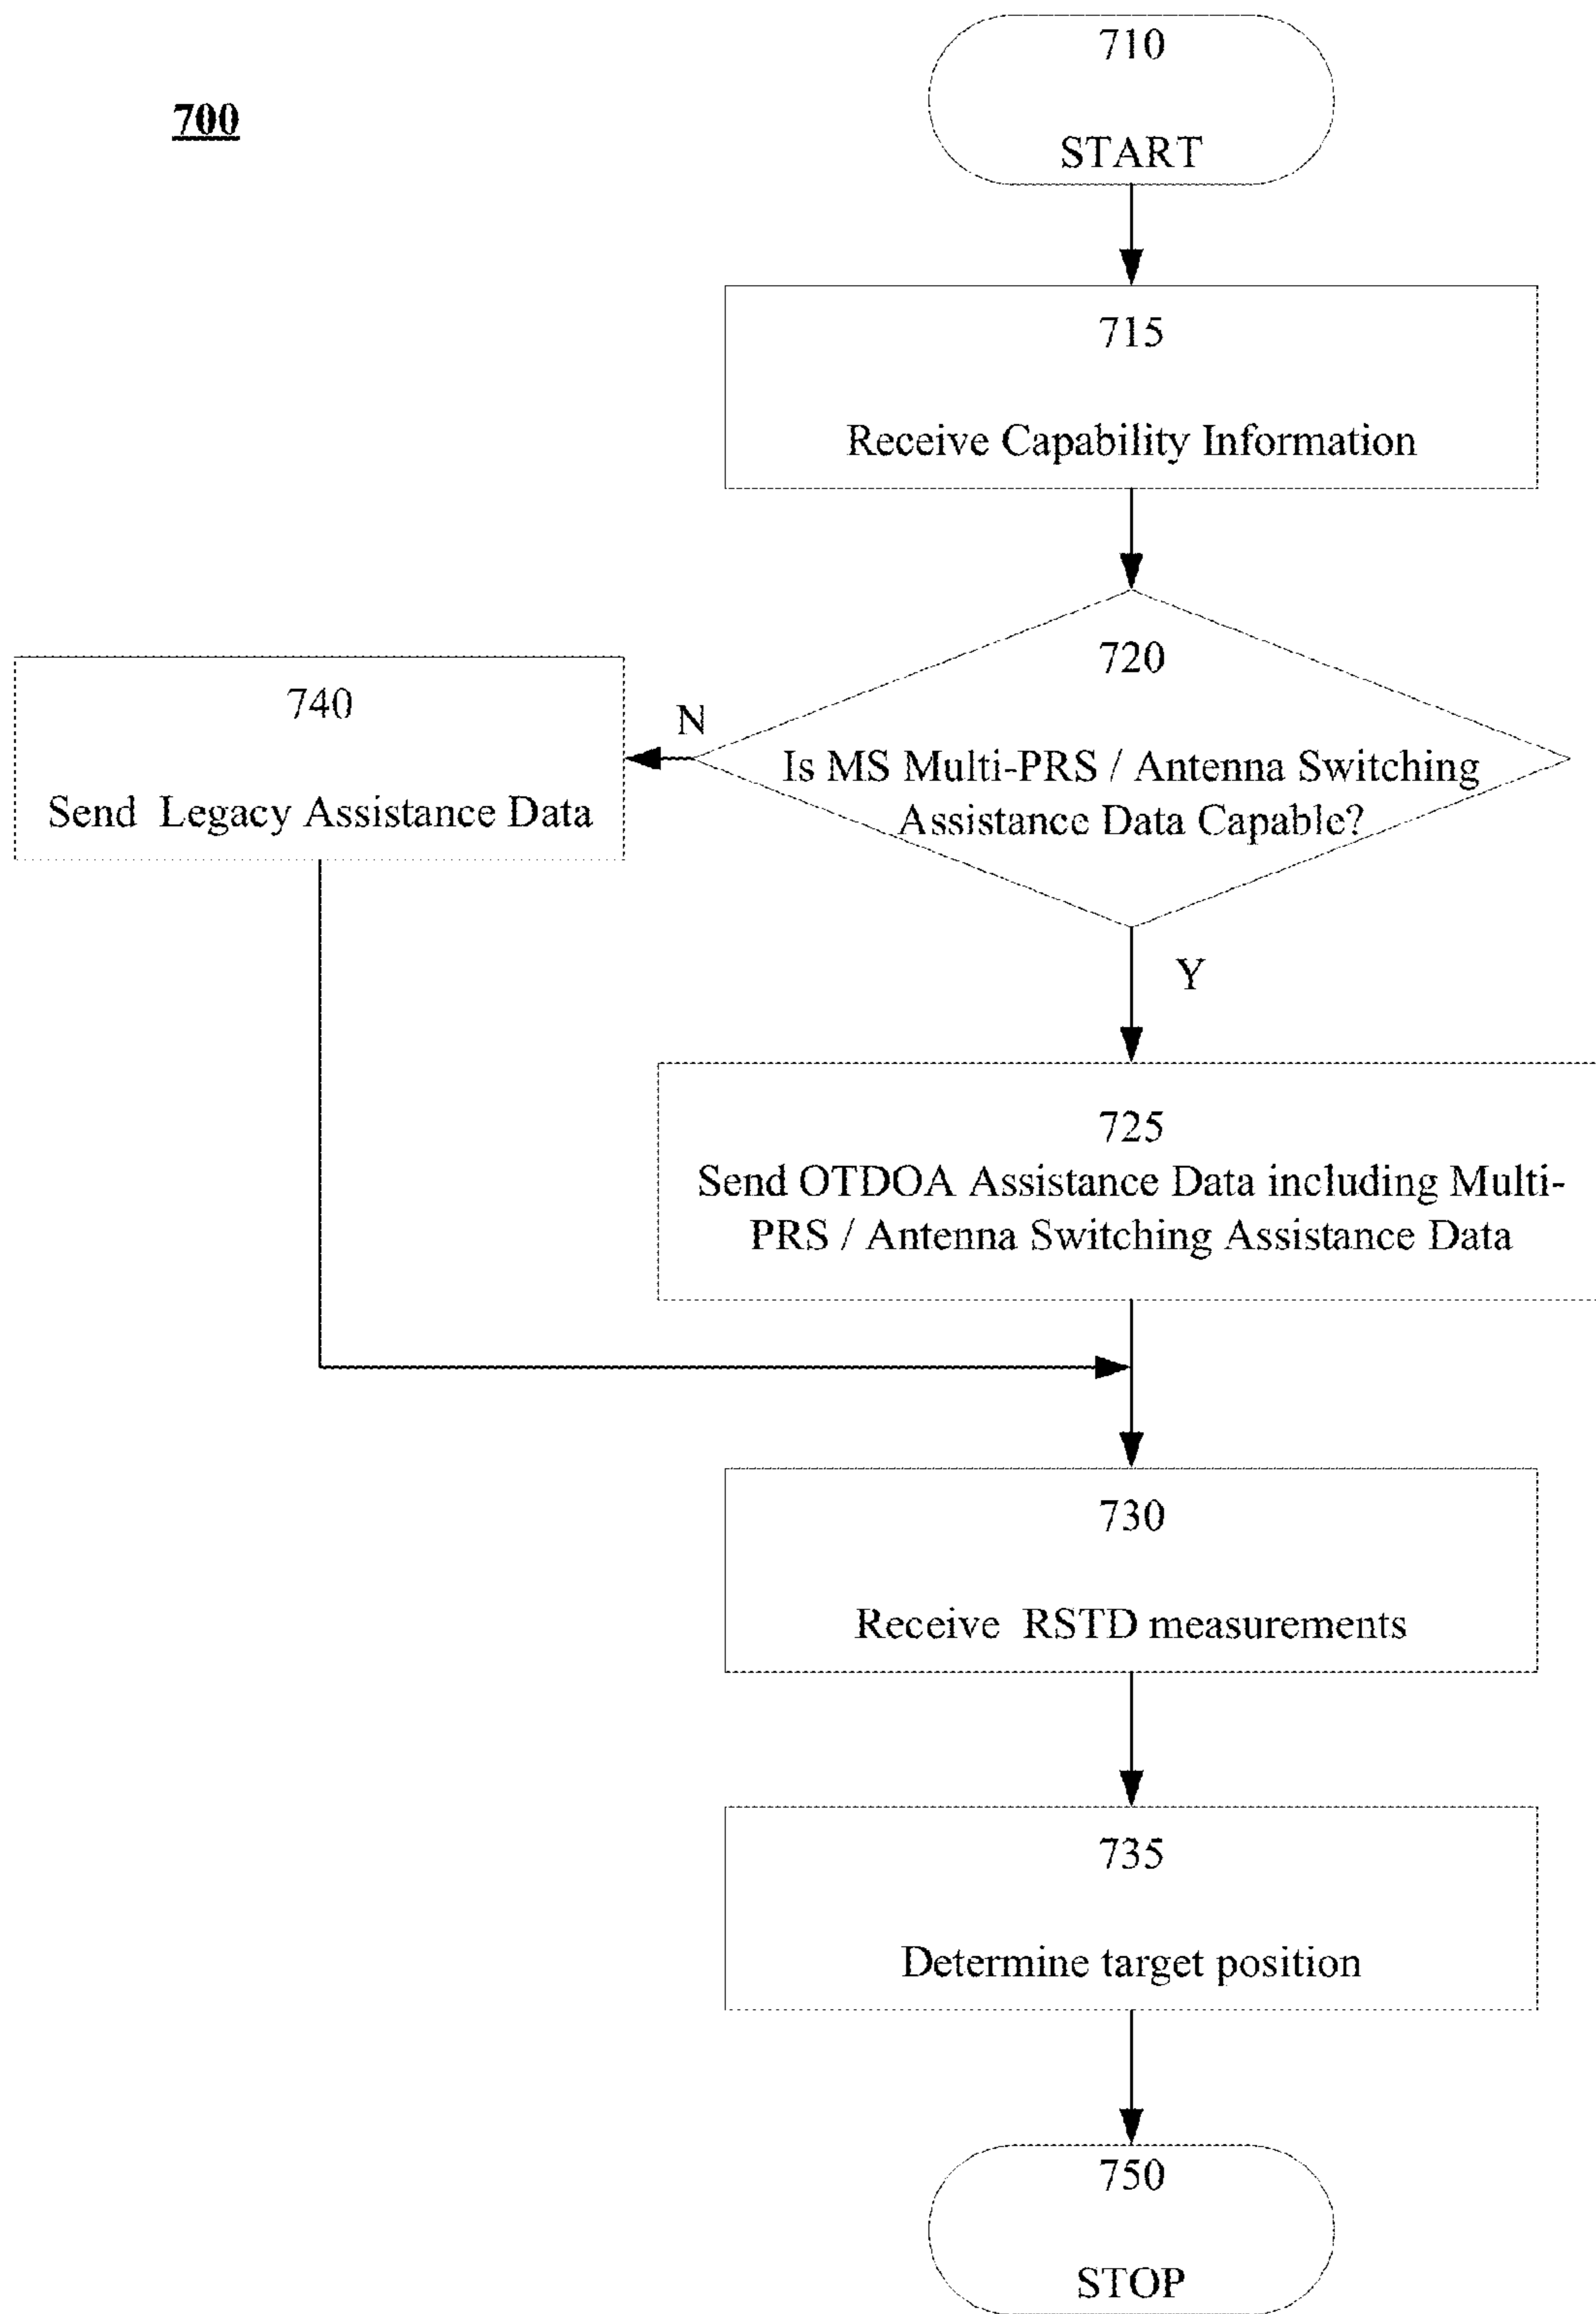 700
710
START
715
Receive Capability Information
720
Is MS Multi-PRS / Antenna Switching
Assistance Data Capable?
N
740
Send Legacy Assistance Data
Y
725
Send OTDOA Assistance Data including Multi-
PRS / Antenna Switching Assistance Data
730
Receive RSTD measurements
735
Determine target position
750
STOP